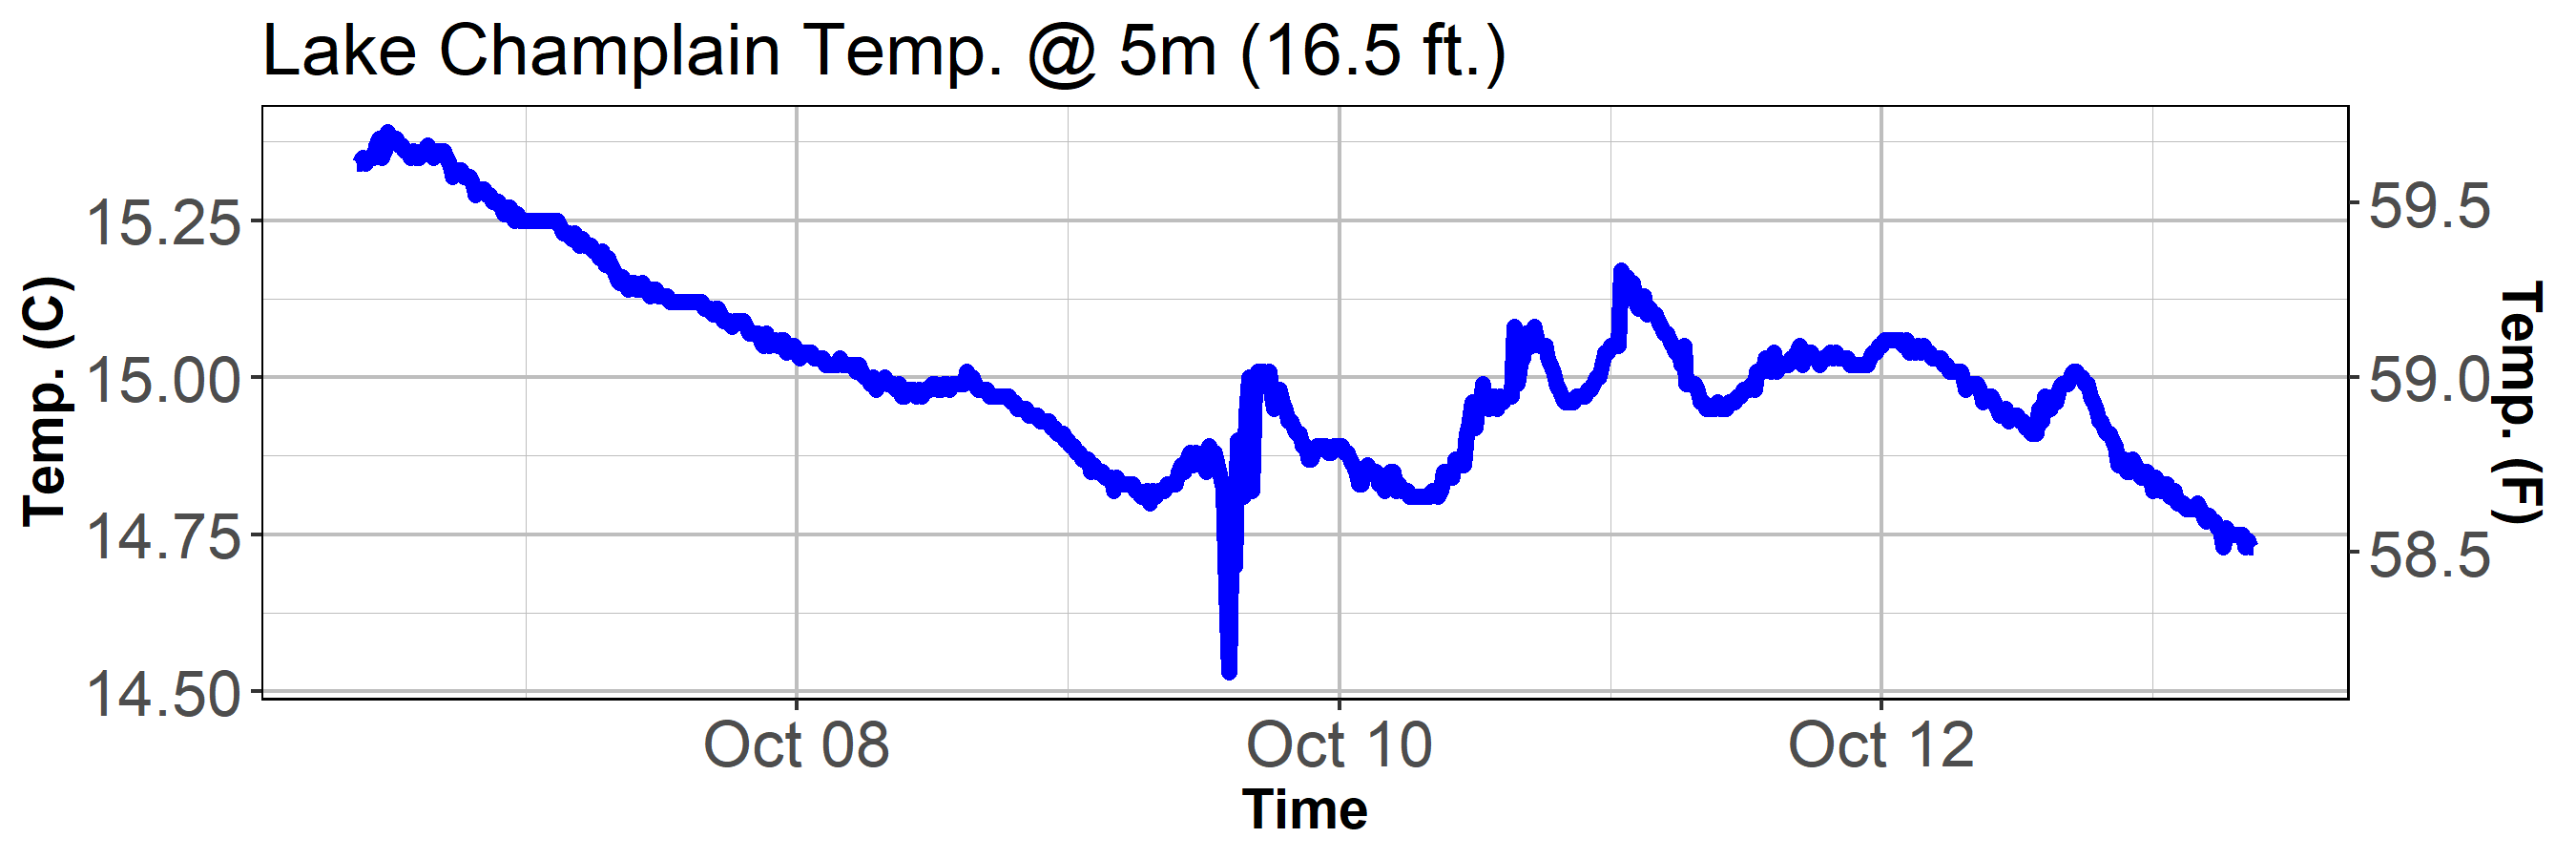 Lake Champlain Temp. @ 5m (16.5 ft.)
Temp. (C)
15.25
15.00
14.75
14.50
59.5
59.0
58.5
Temp. (F)
Oct 08 Oct 10 Oct 12
Time